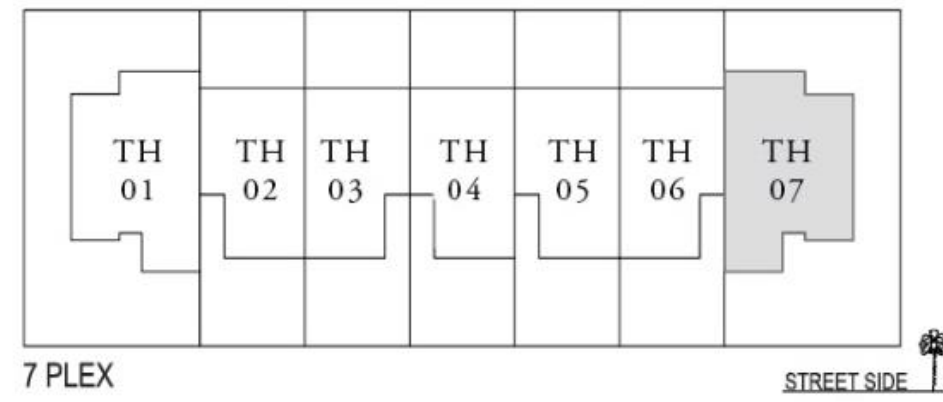 TH
01
TH
02
TH
03
TH
04
TH
05
TH
06
TH
07
7 PLEX
STREET SIDE